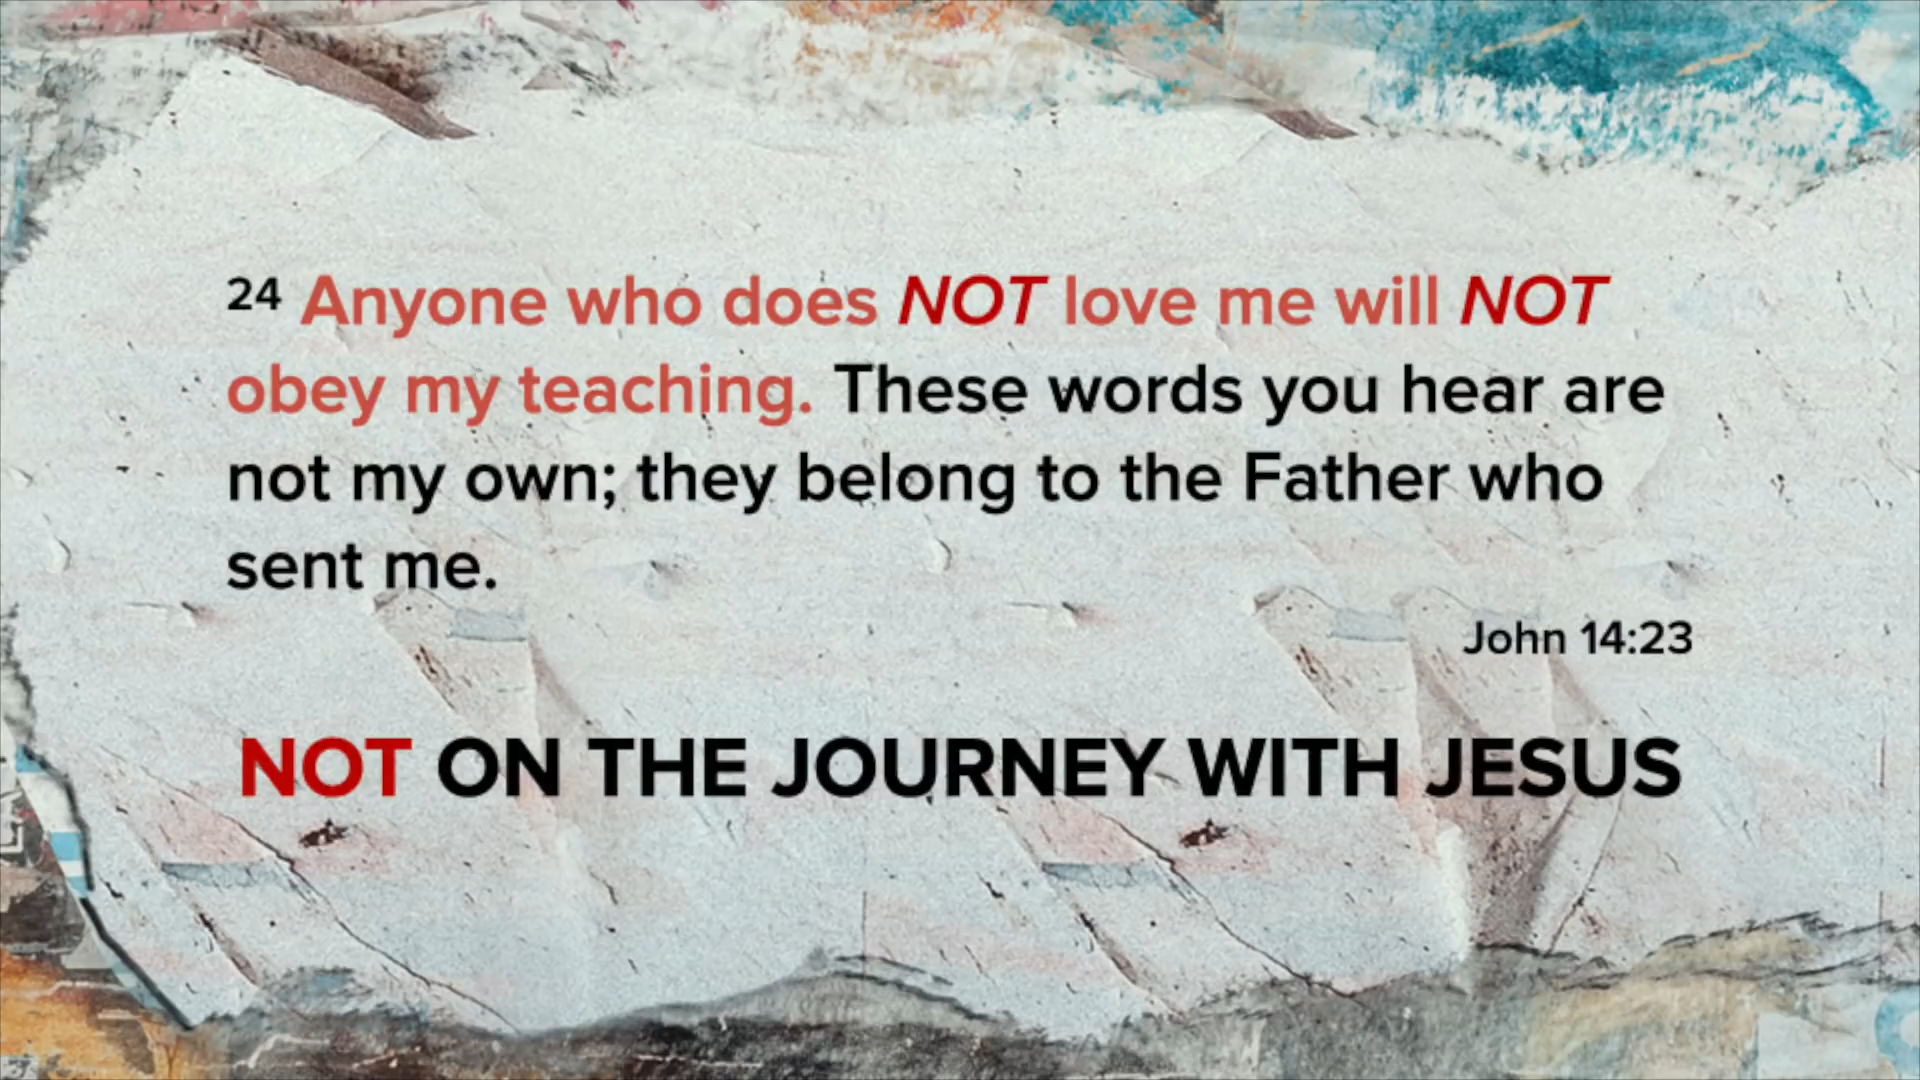 24 Anyone who does NOT love me will NOT
obey my teaching. These words you hear are
not my own; they belong to the Father who
sent me.
John 14:23
NOT ON THE JOURNEY WITH JESUS